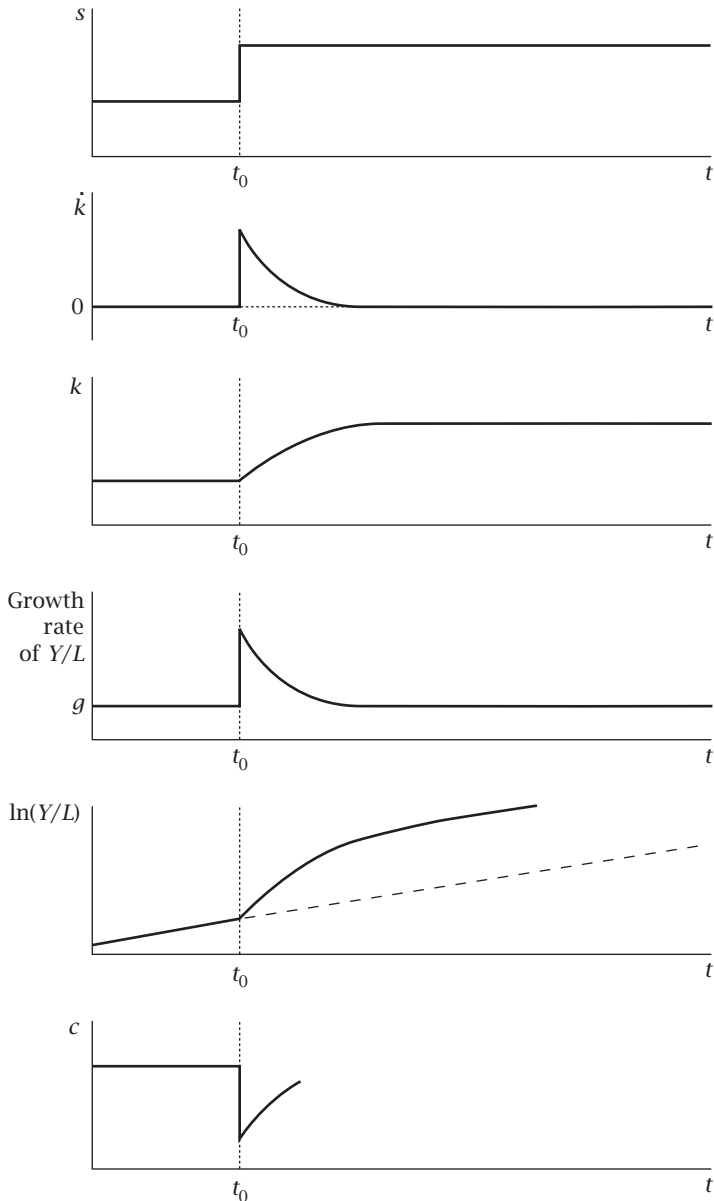 s
t₀ t
k̇
0
t₀ t
k
t₀ t
Growth
rate
of Y/L
g
t₀ t
ln(Y/L)
t₀ t
c
t₀ t